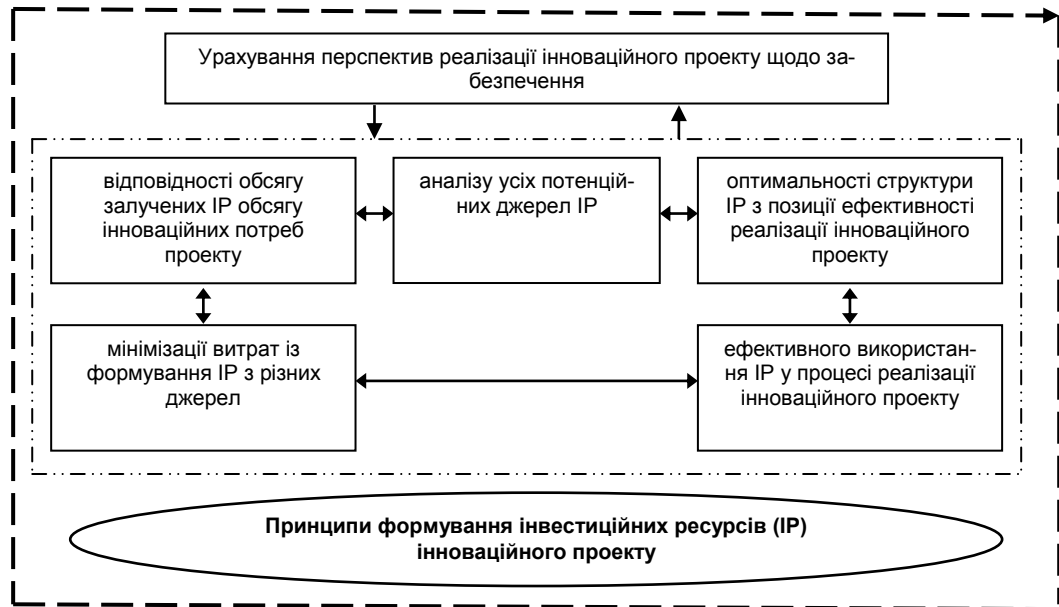 Урахування перспектив реалізації інноваційного проекту щодо за-
безпечення
відповідності обсягу
залучених ІР обсягу
інноваційних потреб
проекту
аналізу усіх потенцій-
них джерел ІР
оптимальності структури
ІР з позиції ефективності
реалізації інноваційного
проекту
мінімізації витрат із
формування ІР з різних
джерел
ефективного використан-
ня ІР у процесі реалізації
інноваційного проекту
Принципи формування інвестиційних ресурсів (ІР)
інноваційного проекту